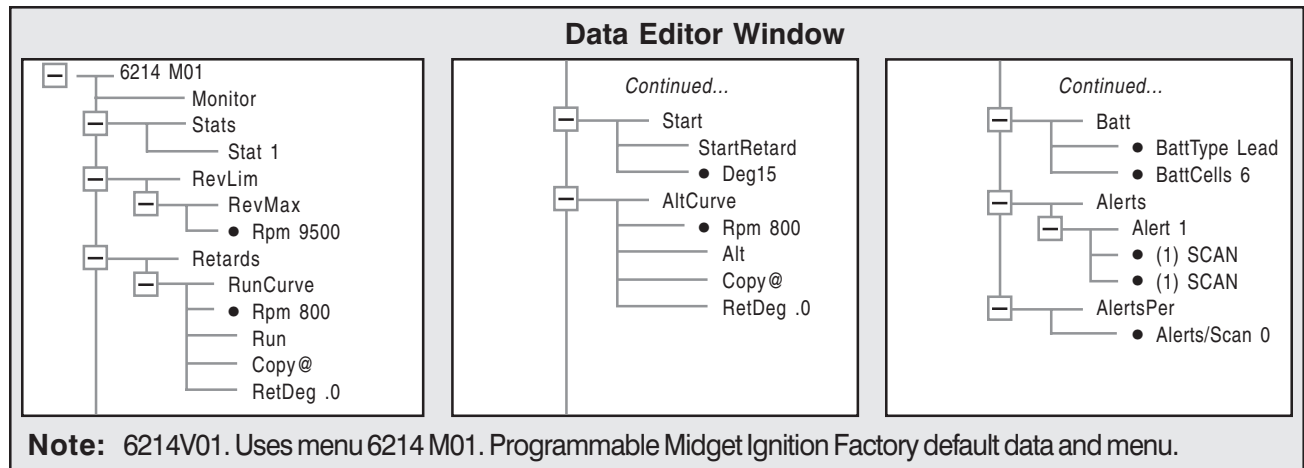 Data Editor Window
6214 M01
Monitor
Stats
Stat 1
RevLim
RevMax
● Rpm 9500
Retards
RunCurve
● Rpm 800
Run
Copy@
RetDeg .0
Continued...
Start
StartRetard
● Deg15
AltCurve
● Rpm 800
Alt
Copy@
RetDeg .0
Continued...
Batt
● BattType Lead
● BattCells 6
Alerts
Alert 1
● (1) SCAN
● (1) SCAN
AlertsPer
● Alerts/Scan 0
Note: 6214V01. Uses menu 6214 M01. Programmable Midget Ignition Factory default data and menu.